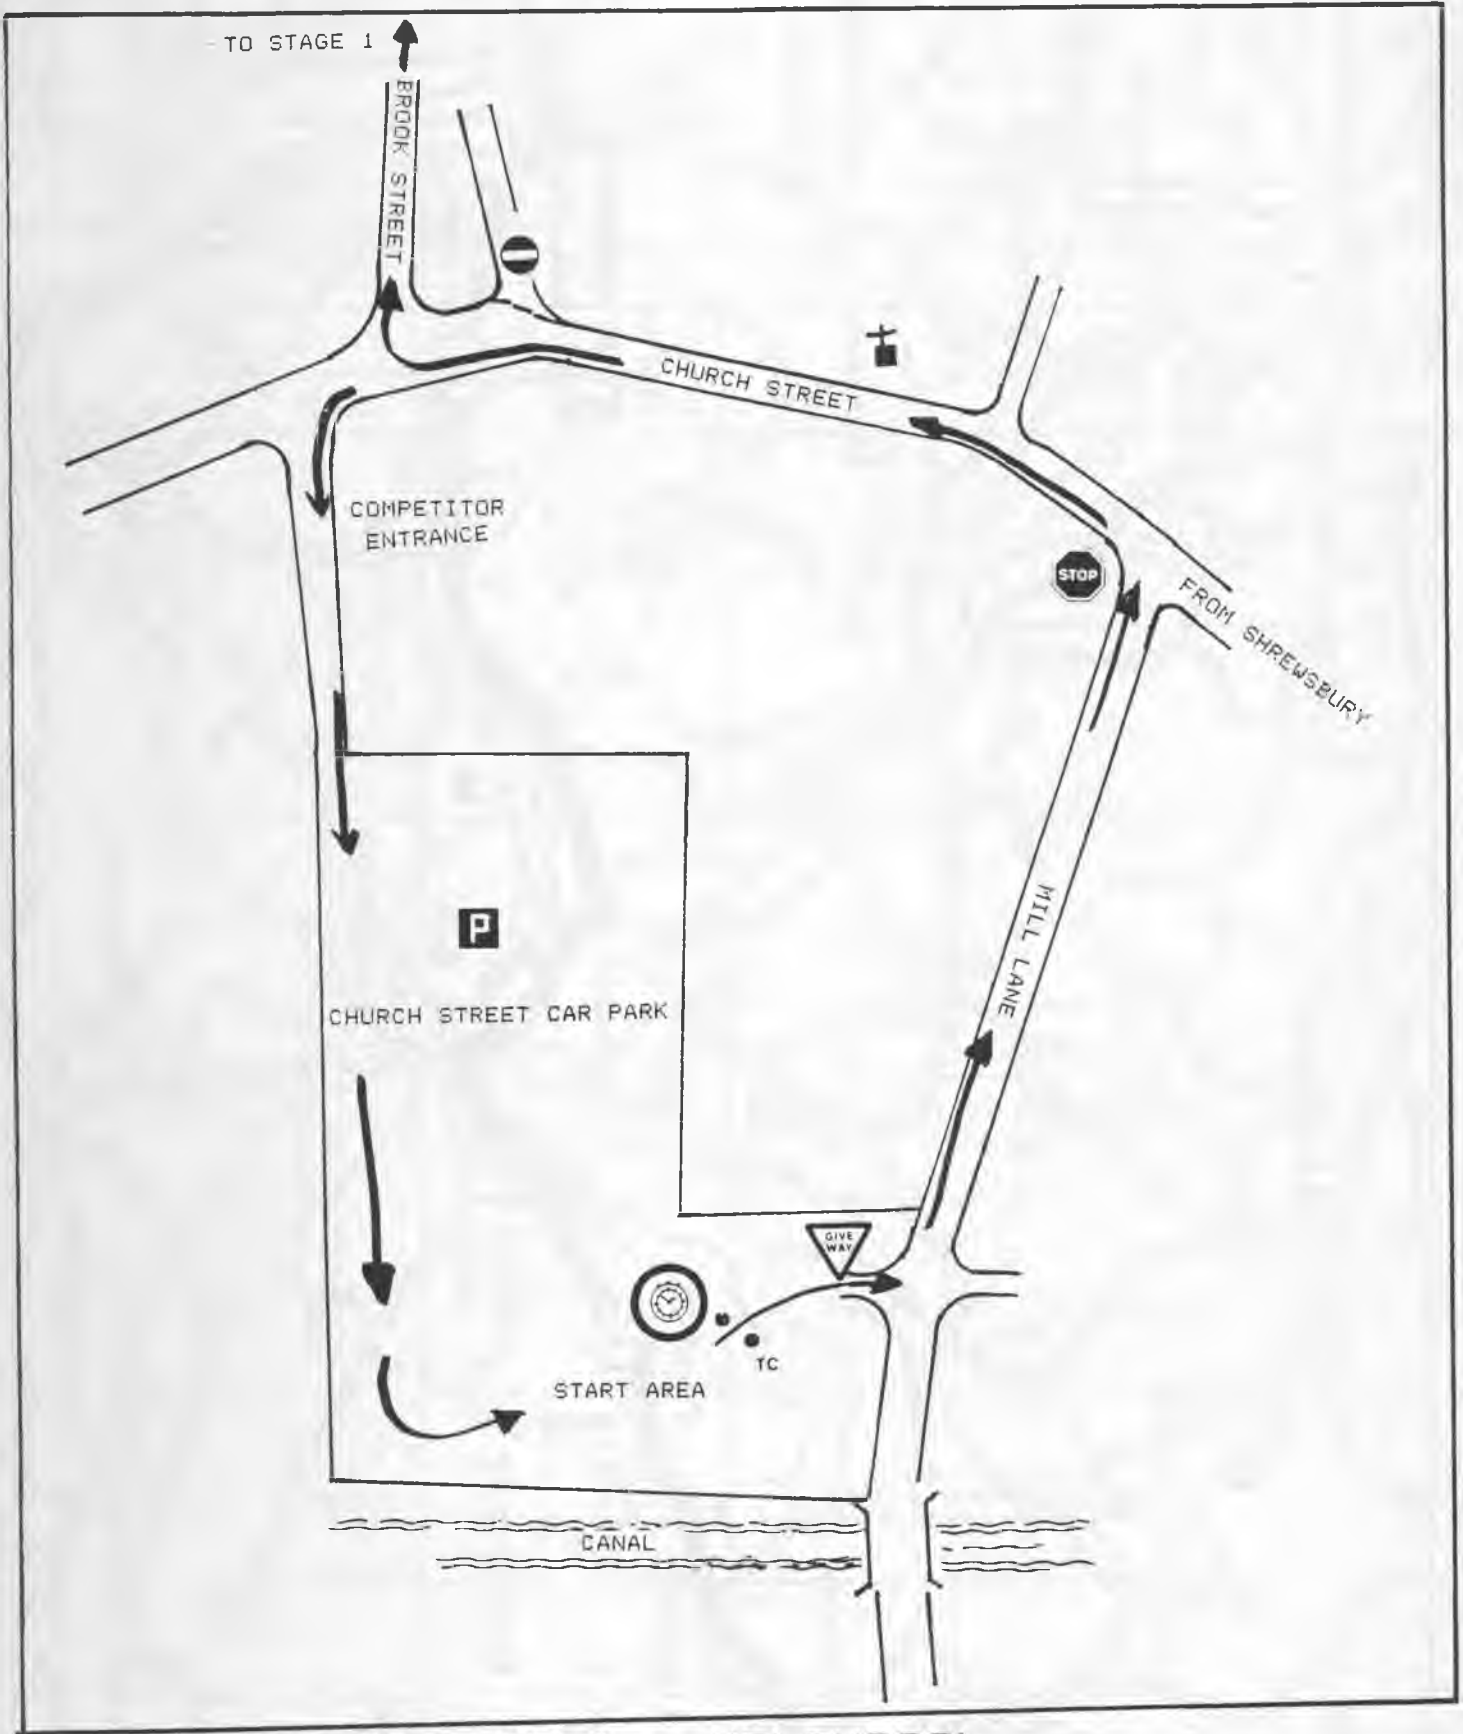 TO STAGE 1
BROOK STREET
CHURCH STREET
COMPETITOR
ENTRANCE
STOP
FROM SHREWSBURY
MILL LANE
P
CHURCH STREET CAR PARK
GIVE
WAY
TC
START AREA
CANAL